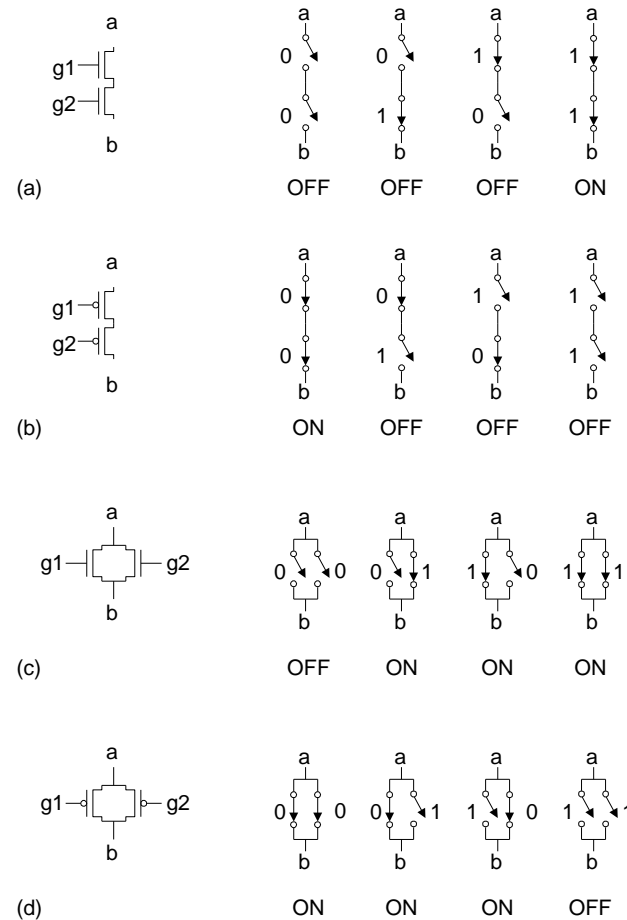 a a a a a
g1 0 0 1 1
g2 0 1 0 1
b b b b b
(a) OFF OFF OFF ON
a a a a a
g1 0 0 1 1
g2 0 1 0 1
b b b b b
(b) ON OFF OFF OFF
a a a a a
g1 g2 0 0 0 1 1 0 1 1
b b b b b
(c) OFF ON ON ON
a a a a a
g1 g2 0 0 0 1 1 0 1 1
b b b b b
(d) ON ON ON OFF